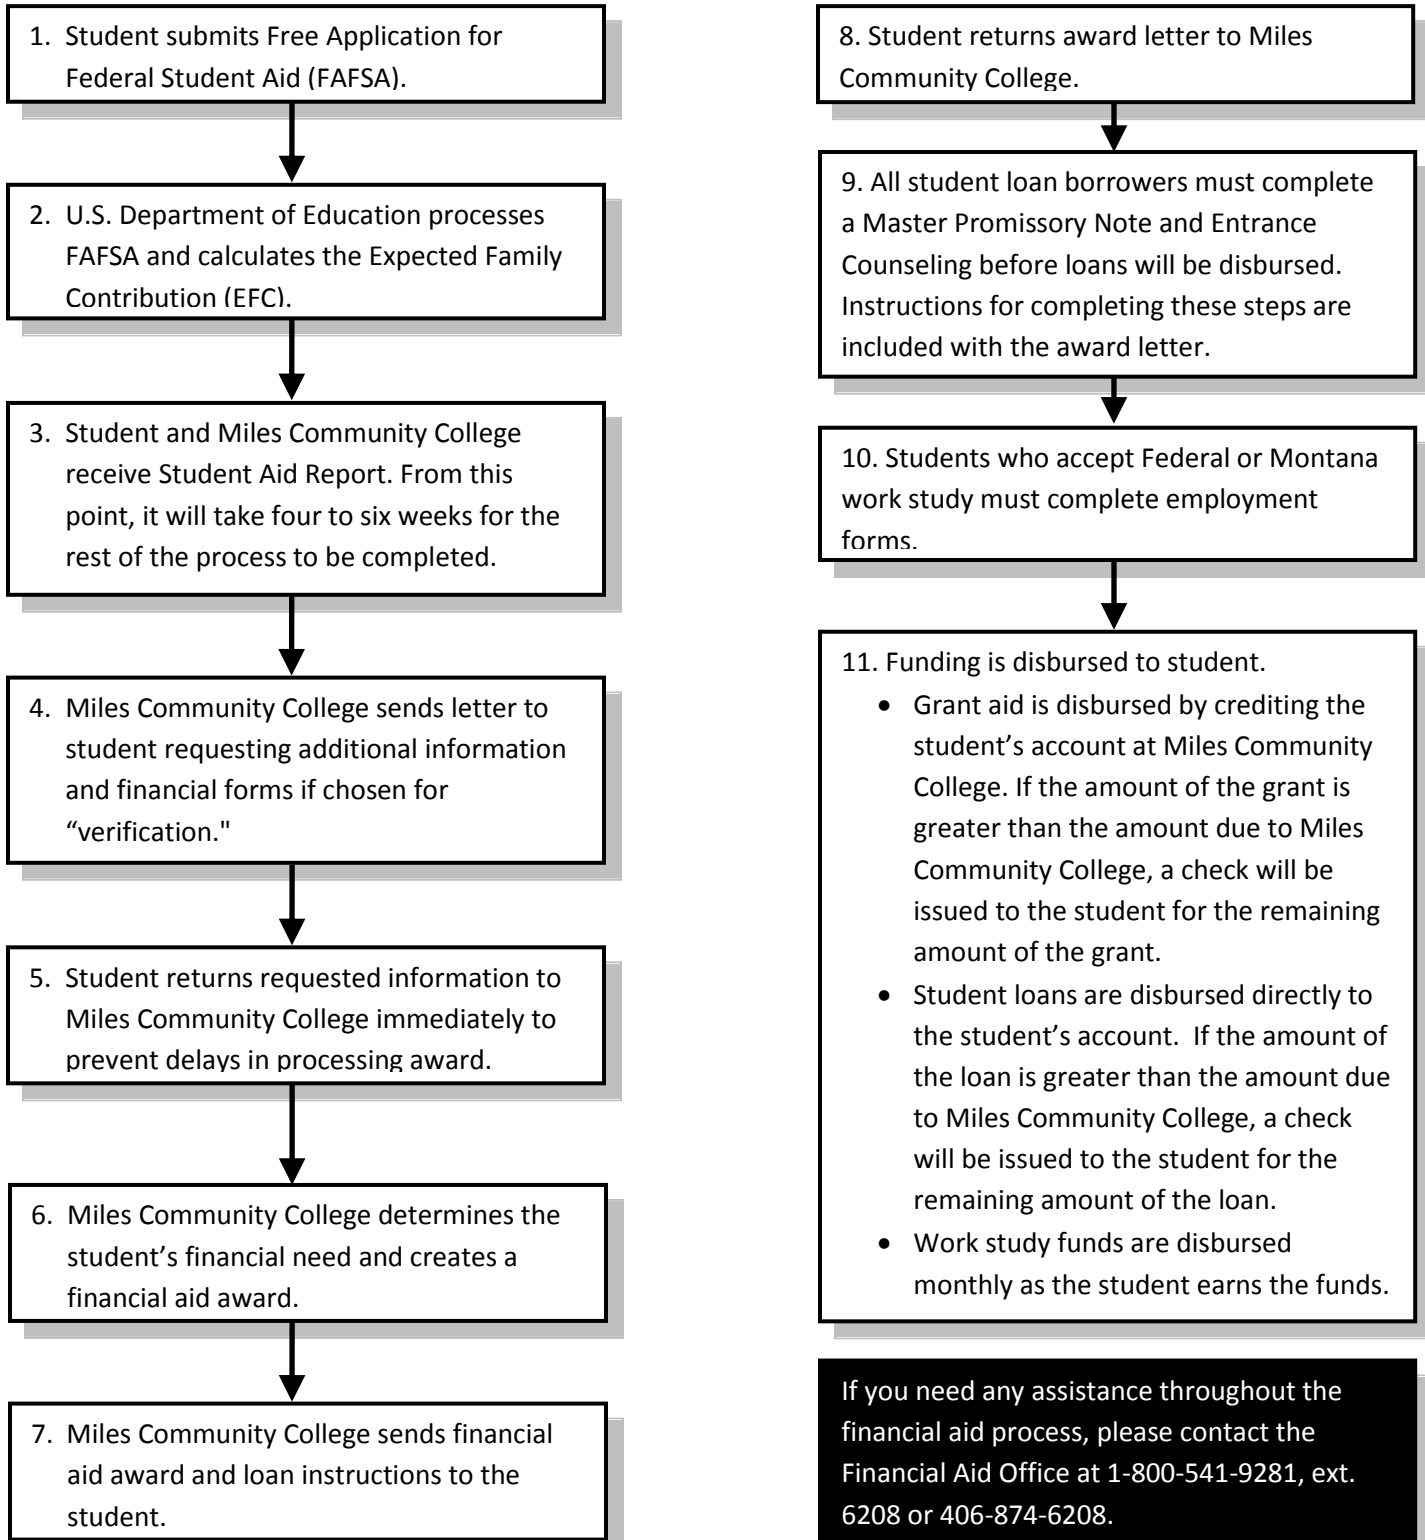 1. Student submits Free Application for
Federal Student Aid (FAFSA).
2. U.S. Department of Education processes
FAFSA and calculates the Expected Family
Contribution (EFC).
3. Student and Miles Community College
receive Student Aid Report. From this
point, it will take four to six weeks for the
rest of the process to be completed.
4. Miles Community College sends letter to
student requesting additional information
and financial forms if chosen for
“verification."
5. Student returns requested information to
Miles Community College immediately to
prevent delays in processing award.
6. Miles Community College determines the
student’s financial need and creates a
financial aid award.
7. Miles Community College sends financial
aid award and loan instructions to the
student.
8. Student returns award letter to Miles
Community College.
9. All student loan borrowers must complete
a Master Promissory Note and Entrance
Counseling before loans will be disbursed.
Instructions for completing these steps are
included with the award letter.
10. Students who accept Federal or Montana
work study must complete employment
forms.
11. Funding is disbursed to student.
• Grant aid is disbursed by crediting the
student’s account at Miles Community
College. If the amount of the grant is
greater than the amount due to Miles
Community College, a check will be
issued to the student for the remaining
amount of the grant.
• Student loans are disbursed directly to
the student’s account. If the amount of
the loan is greater than the amount due
to Miles Community College, a check
will be issued to the student for the
remaining amount of the loan.
• Work study funds are disbursed
monthly as the student earns the funds.
If you need any assistance throughout the
financial aid process, please contact the
Financial Aid Office at 1-800-541-9281, ext.
6208 or 406-874-6208.